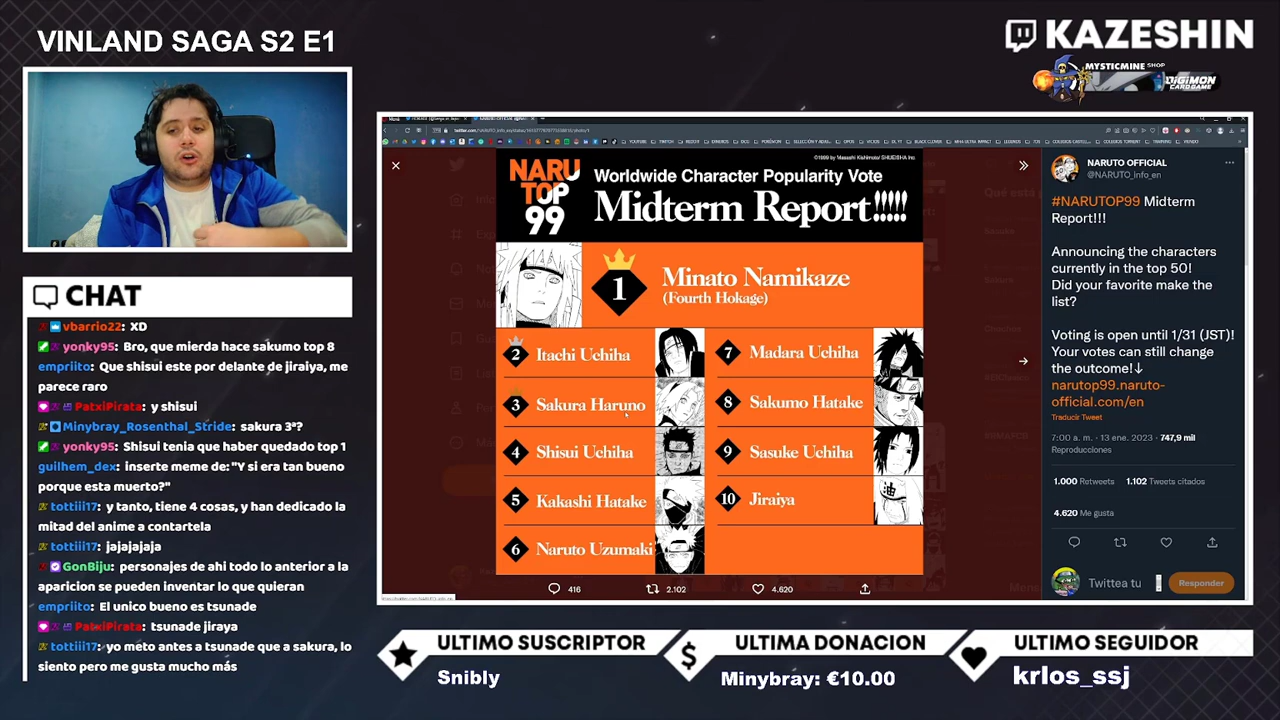 VINLAND SAGA S2 E1
KAZESHIN
MYSTICMINE SHOP
DIGIMON
CARD GAME
CHAT
vbarrio22: XD
yonky95: Bro, que mierda hace sakumo top 8
empriito: Que shisui este por delante de jiraiya, me
parece raro
PatxiPirata: y shisui
Minybray_Rosenthal_Stride: sakura 3º?
yonky95: Shisui tenia que haber quedado top 1
guilhem_dex: inserte meme de: "Y si era tan bueno
porque esta muerto?"
tottiii17: y tanto, tiene 4 cosas, y han dedicado la
mitad del anime a contartela
tottiii17: jajajajaja
GonBiju: personajes de ahi todo lo anterior a la
aparicion se pueden inventar lo que quieran
empriito: El unico bueno es tsunade
PatxiPirata: tsunade jiraya
tottiii17: yo meto antes a tsunade que a sakura, lo
siento pero me gusta mucho más
©1999 by Masashi Kishimoto/ SHUEISHA Inc.
NARU
TOP
99
Worldwide Character Popularity Vote
Midterm Report!!!!!
1 Minato Namikaze
(Fourth Hokage)
2 Itachi Uchiha
3 Sakura Haruno
4 Shisui Uchiha
5 Kakashi Hatake
6 Naruto Uzumaki
7 Madara Uchiha
8 Sakumo Hatake
9 Sasuke Uchiha
10 Jiraiya
416
2.102
4.620
NARUTO OFFICIAL
@NARUTO_info_en
#NARUTOP99 Midterm
Report!!!
Announcing the characters
currently in the top 50!
Did your favorite make the
list?
Voting is open until 1/31 (JST)!
Your votes can still change
the outcome!↓
narutop99.naruto-
official.com/en
Traducir Tweet
7:00 a. m. · 13 ene. 2023 · 747,9 mil
Reproducciones
1.000 Retweets 1.102 Tweets citados
4.620 Me gusta
Twittea tu
Responder
ULTIMO SUSCRIPTOR
Snibly
ULTIMA DONACION
Minybray: €10.00
ULTIMO SEGUIDOR
krlos_ssj